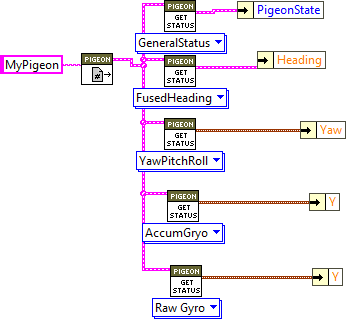 PIGEON
GET
STATUS
PigeonState
GeneralStatus
MyPigeon
PIGEON
#
PIGEON
GET
STATUS
Heading
FusedHeading
PIGEON
GET
STATUS
Yaw
YawPitchRoll
PIGEON
GET
STATUS
Y
AccumGryo
PIGEON
GET
STATUS
Y
Raw Gyro